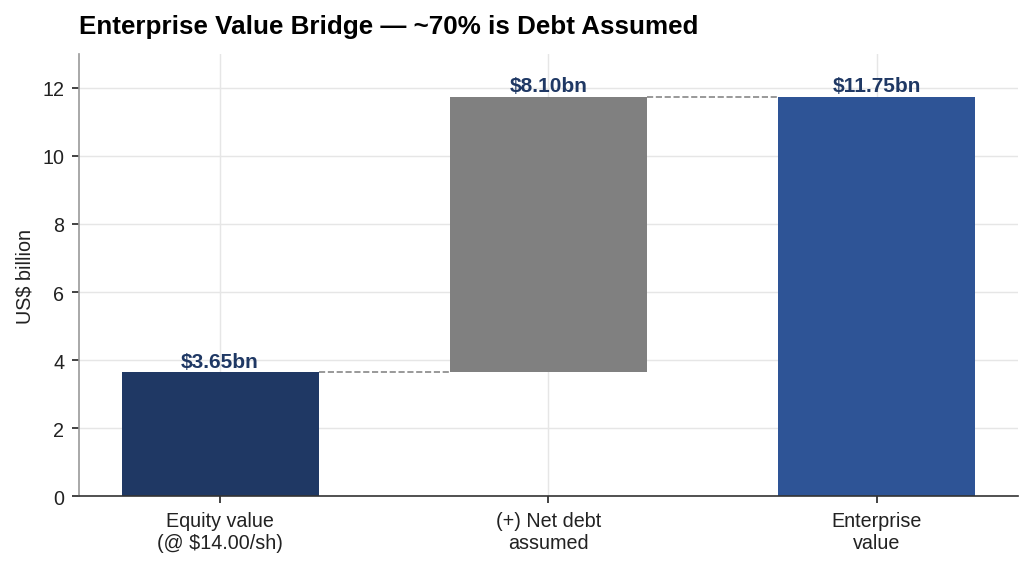 Enterprise Value Bridge — ~70% is Debt Assumed
US$ billion
12
10
8
6
4
2
0
$3.65bn
$8.10bn
$11.75bn
Equity value
(@ $14.00/sh)
(+) Net debt
assumed
Enterprise
value